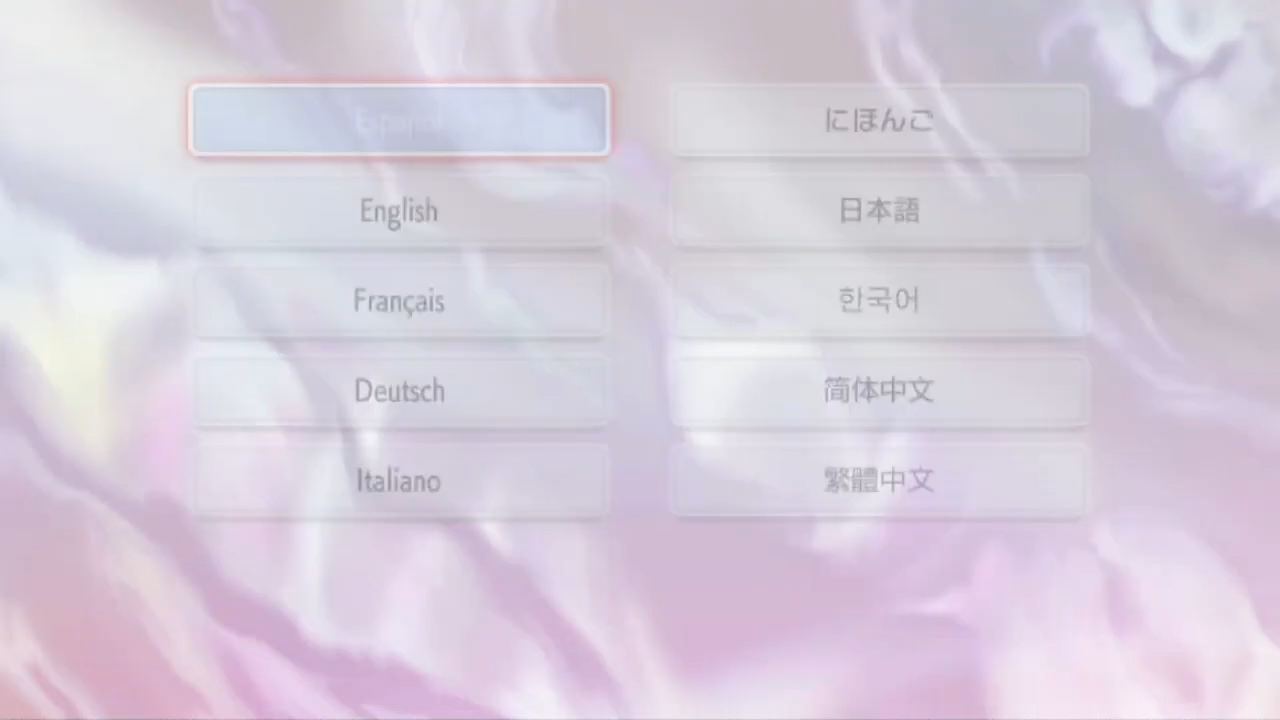 Español
English
Français
Deutsch
Italiano
にほんご
日本語
한국어
简体中文
繁體中文